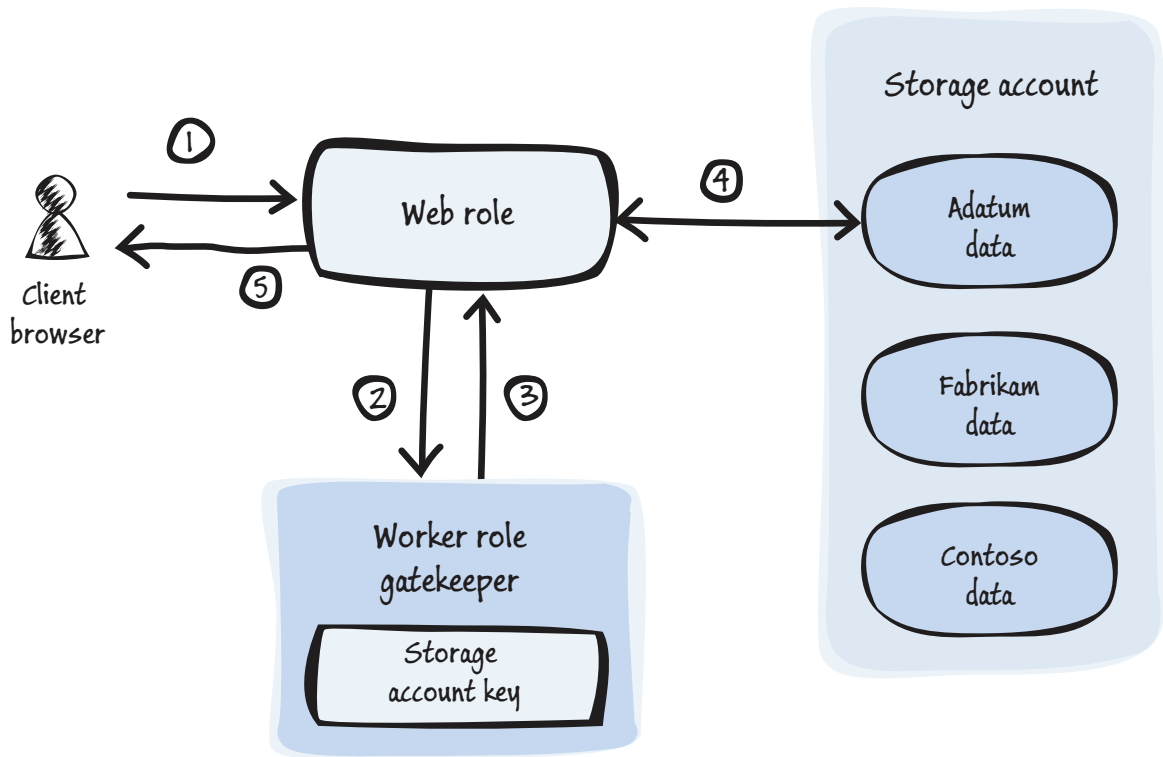 Storage account
1
4
Web role
Adatum
data
Client
browser
5
2
3
Fabrikam
data
Worker role
gatekeeper
Storage
account key
Contoso
data